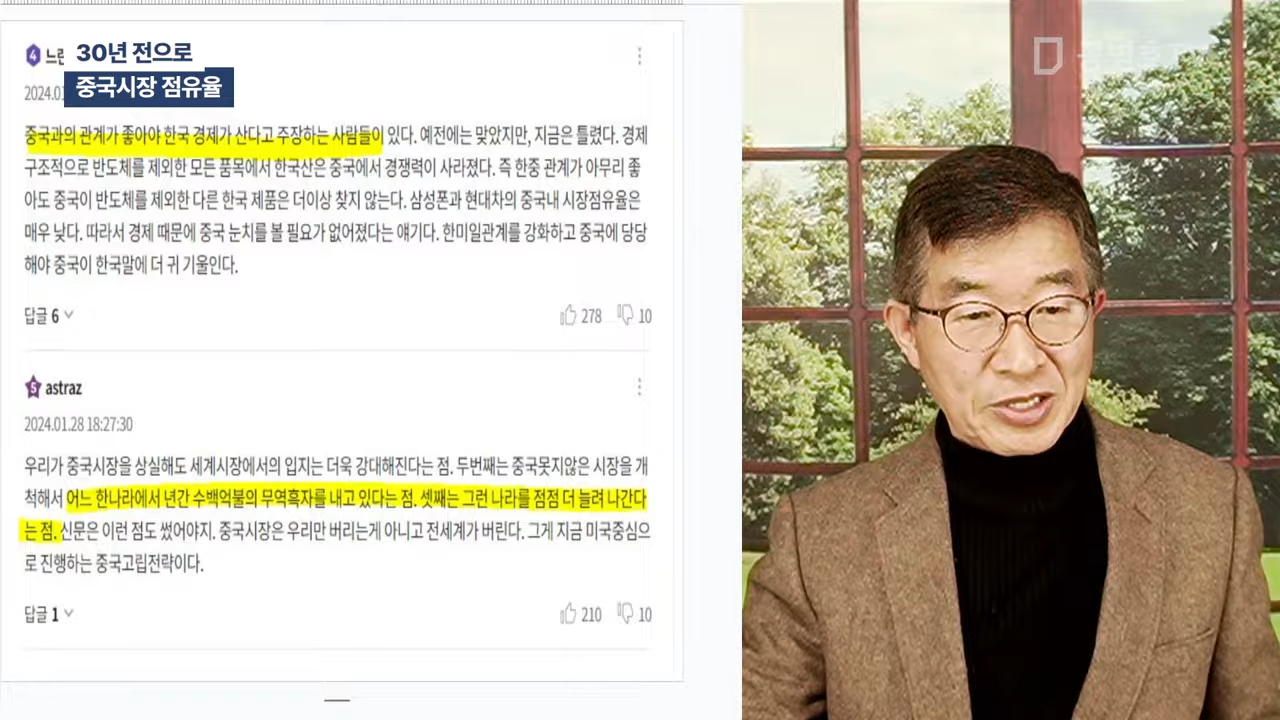 30년 전으로
중국시장 점유율
4 느린
2024.01
중국과의 관계가 좋아야 한국 경제가 산다고 주장하는 사람들이 있다. 예전에는 맞았지만, 지금은 틀렸다. 경제
구조적으로 반도체를 제외한 모든 품목에서 한국산은 중국에서 경쟁력이 사라졌다. 즉 한중 관계가 아무리 좋
아도 중국이 반도체를 제외한 다른 한국 제품은 더이상 찾지 않는다. 삼성폰과 현대차의 중국내 시장점유율은
매우 낮다. 따라서 경제 때문에 중국 눈치를 볼 필요가 없어졌다는 얘기다. 한미일관계를 강화하고 중국에 당당
해야 중국이 한국말에 더 귀 기울인다.
답글 6
278 10
5 astraz
2024.01.28 18:27:30
우리가 중국시장을 상실해도 세계시장에서의 입지는 더욱 강대해진다는 점. 두번째는 중국못지않은 시장을 개
척해서 어느 한나라에서 년간 수백억불의 무역흑자를 내고 있다는 점. 셋째는 그런 나라를 점점 더 늘려 나간다
는 점. 신문은 이런 점도 썼어야지. 중국시장은 우리만 버리는게 아니고 전세계가 버린다. 그게 지금 미국중심으
로 진행하는 중국고립전략이다.
답글 1
210 10